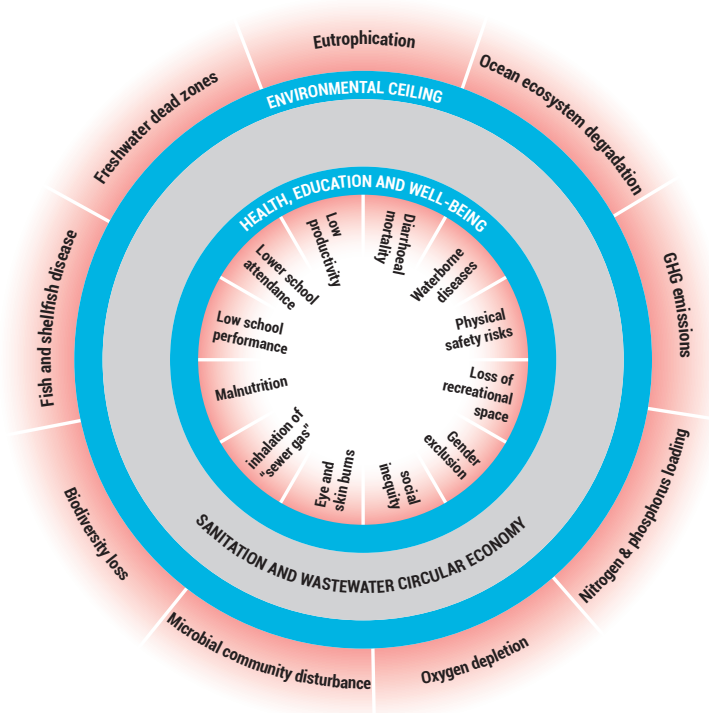 Eutrophication
Ocean ecosystem degradation
GHG emissions
Nitrogen & phosphorus loading
Oxygen depletion
Microbial community disturbance
Biodiversity loss
Fish and shellfish disease
Freshwater dead zones
ENVIRONMENTAL CEILING
HEALTH, EDUCATION AND WELL-BEING
Diarrhoeal
mortality
Waterborne
diseases
Physical
safety risks
Loss of
recreational
space
Gender
exclusion
social
inequity
Eye and
skin burns
inhalation of
"sewer gas"
Malnutrition
Low school
performance
Lower school
attendance
Low
productivity
SANITATION AND WASTEWATER CIRCULAR ECONOMY